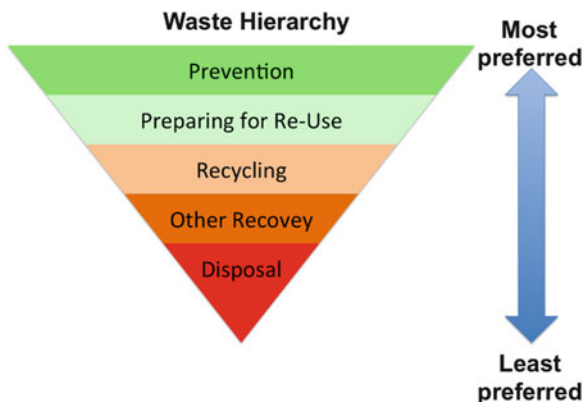 Waste Hierarchy
Most
preferred
Prevention
Preparing for Re-Use
Recycling
Other Recovey
Disposal
Least
preferred